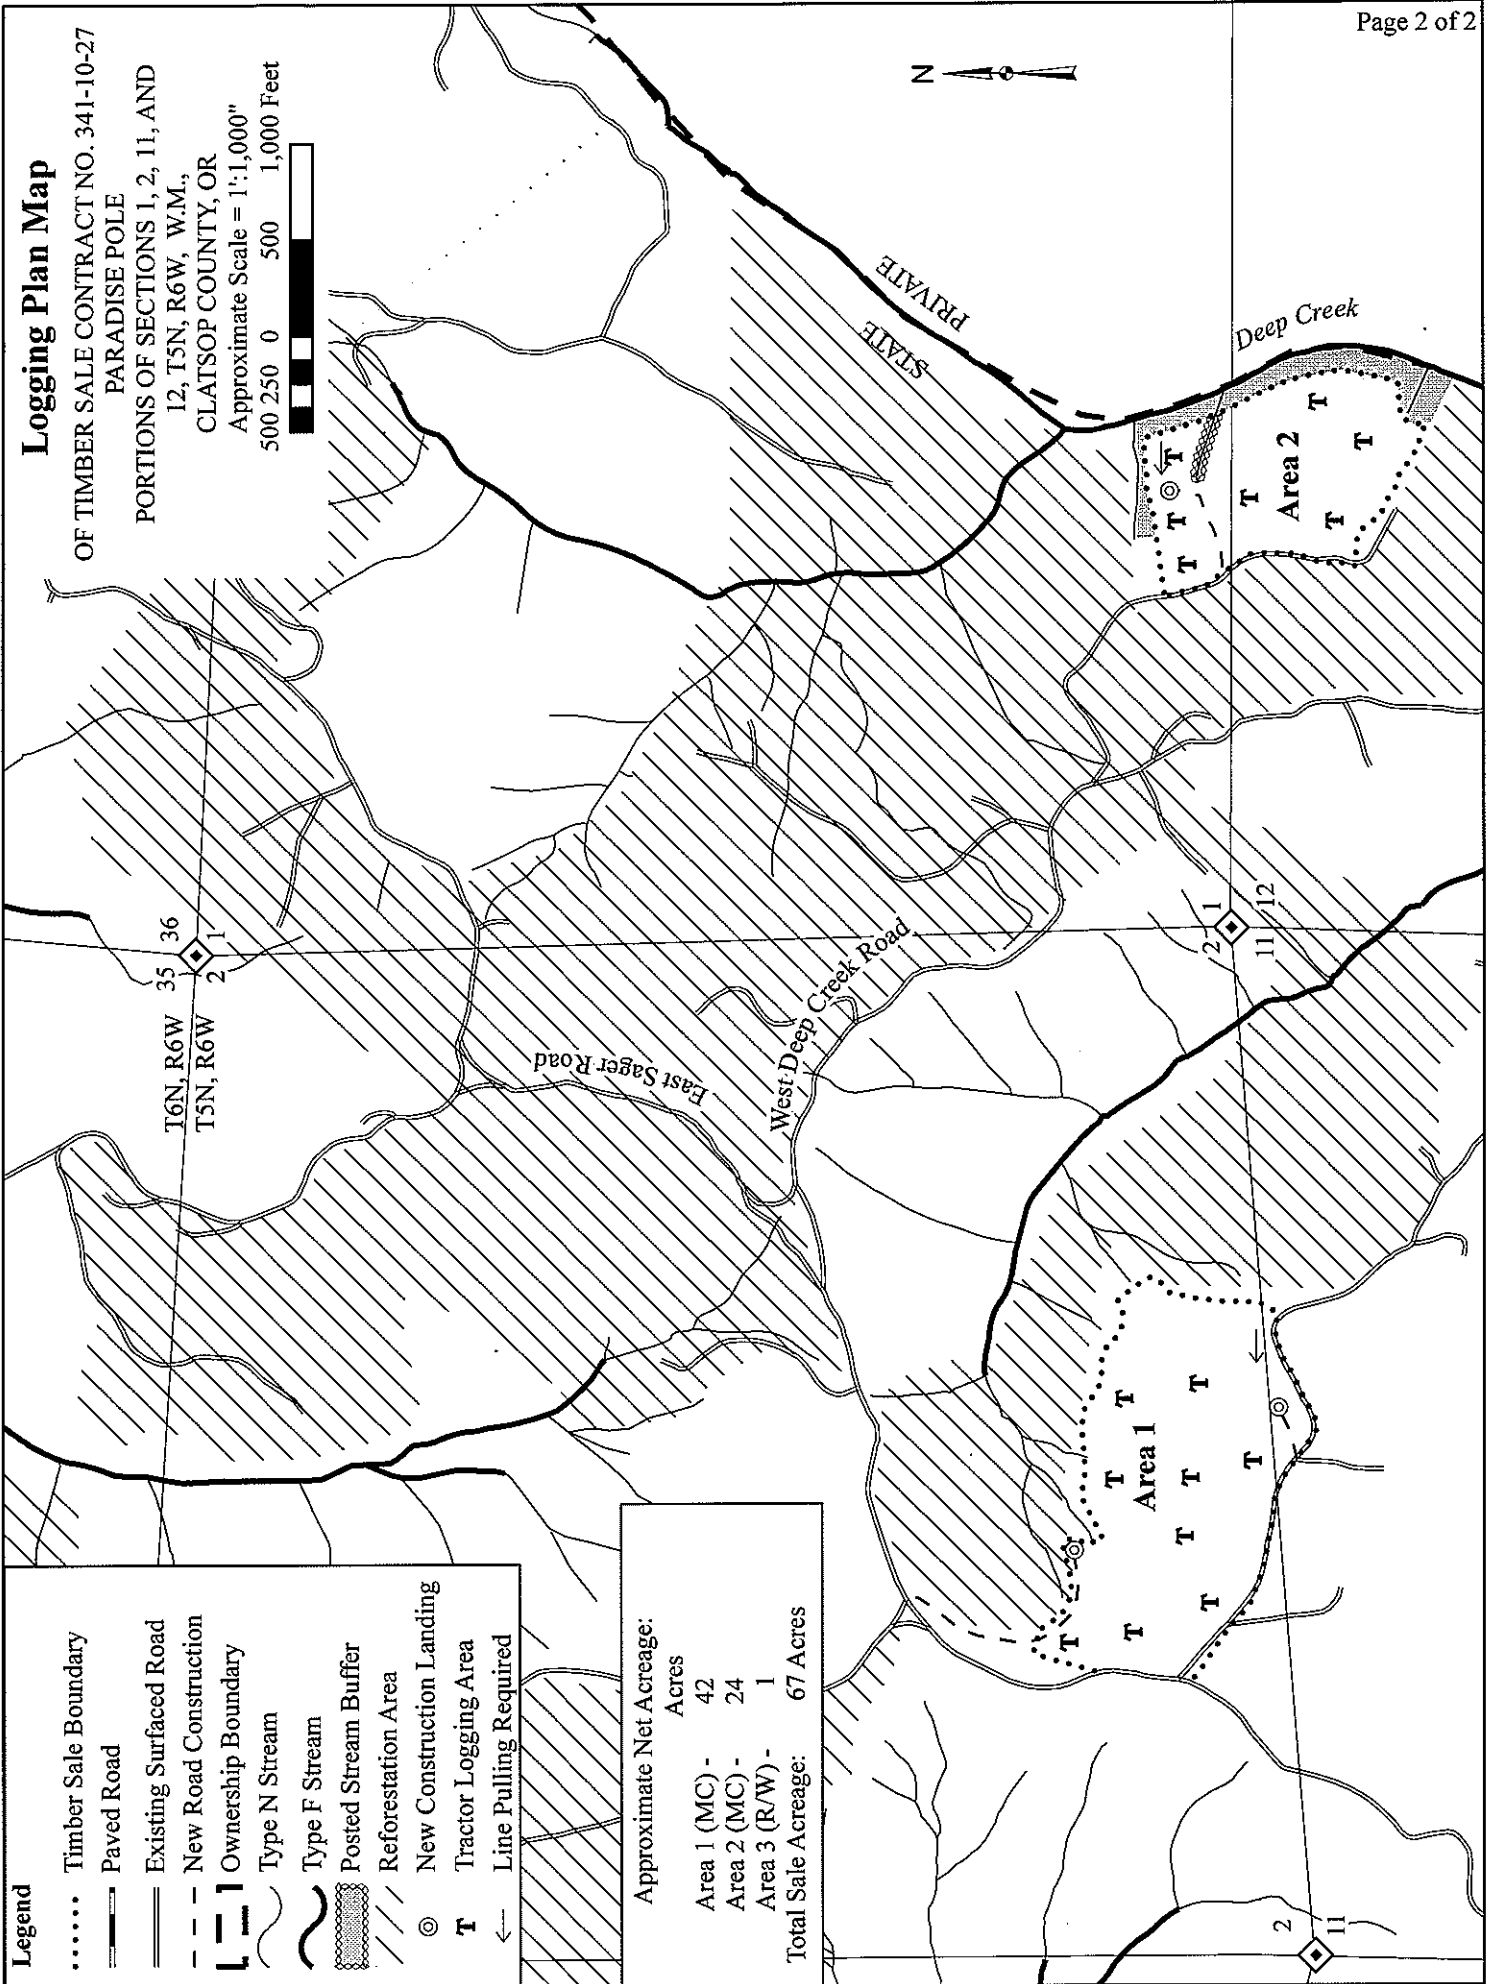 Logging Plan Map
OF TIMBER SALE CONTRACT NO. 341-10-27
PARADISE POLE
PORTIONS OF SECTIONS 1, 2, 11, AND
12, T5N, R6W, W.M.,
CLATSOP COUNTY, OR
Approximate Scale = 1":1,000"
500 250 0 500 1,000 Feet
Legend
Timber Sale Boundary
Paved Road
Existing Surfaced Road
New Road Construction
Ownership Boundary
Type N Stream
Type F Stream
Posted Stream Buffer
Reforestation Area
New Construction Landing
T Tractor Logging Area
Line Pulling Required
Approximate Net Acreage:
Acres
Area 1 (MC) - 42
Area 2 (MC) - 24
Area 3 (R/W) - 1
Total Sale Acreage: 67 Acres
T6N, R6W
T5N, R6W
35 36
2 1
East Sager Road
West Deep Creek Road
STATE
PRIVATE
Deep Creek
N
Area 1
T
T
T
T
T
T
T
T
T
Area 2
T
T
T
T
T
T
T
2 1
11 12
2
11
Page 2 of 2